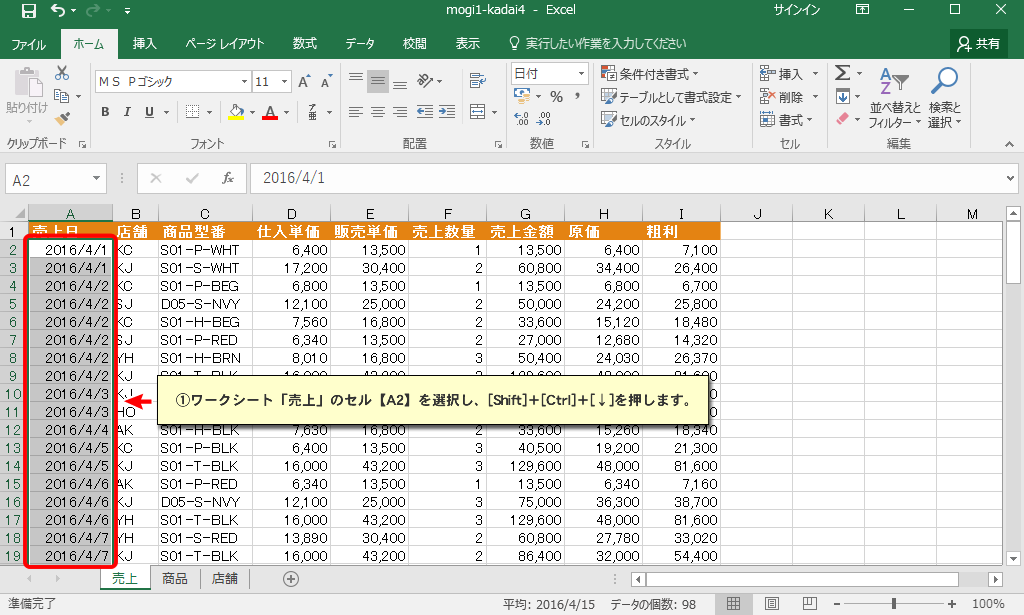 mogi1-kadai4 - Excel サインイン
ファイル ホーム 挿入 ページ レイアウト 数式 データ 校閲 表示 実行したい作業を入力してください 共有
貼り付け ＭＳ Ｐゴシック 11 A A 日付 条件付き書式 挿入 Σ
% , テーブルとして書式設定 削除 並べ替えと 検索と
B I U A セルのスタイル 書式 フィルター 選択
クリップボード フォント 配置 数値 スタイル セル 編集
A2 fx 2016/4/1
A B C D E F G H I J K L M
1 売上日 店舗 商品型番 仕入単価 販売単価 売上数量 売上金額 原価 粗利
2 2016/4/1 KC S01-P-WHT 6,400 13,500 1 13,500 6,400 7,100
3 2016/4/1 KJ S01-S-WHT 17,200 30,400 2 60,800 34,400 26,400
4 2016/4/2 KC S01-P-BEG 6,800 13,500 1 13,500 6,800 6,700
5 2016/4/2 SJ D05-S-NVY 12,100 25,000 2 50,000 24,200 25,800
6 2016/4/2 KC S01-H-BEG 7,560 16,800 2 33,600 15,120 18,480
7 2016/4/2 SJ S01-P-RED 6,340 13,500 2 27,000 12,680 14,320
8 2016/4/2 YH S01-H-BRN 8,010 16,800 3 50,400 24,030 26,370
9 2016/4/2 KJ
10 2016/4/3 KJ
①ワークシート「売上」のセル【A2】を選択し、[Shift]+[Ctrl]+[↓]を押します。
11 2016/4/3 HO
12 2016/4/4 AK S01-H-BLK 7,630 16,800 2 33,600 15,260 18,340
13 2016/4/5 KC S01-P-BLK 6,400 13,500 3 40,500 19,200 21,300
14 2016/4/5 KJ S01-T-BLK 16,000 43,200 3 129,600 48,000 81,600
15 2016/4/6 AK S01-P-RED 6,340 13,500 1 13,500 6,340 7,160
16 2016/4/6 KJ D05-S-NVY 12,100 25,000 3 75,000 36,300 38,700
17 2016/4/6 YH S01-T-BLK 16,000 43,200 3 129,600 48,000 81,600
18 2016/4/7 YH S01-S-RED 13,890 30,400 2 60,800 27,780 33,020
19 2016/4/7 KJ S01-T-BLK 16,000 43,200 2 86,400 32,000 54,400
売上 商品 店舗
準備完了 平均: 2016/4/15 データの個数: 98 100%